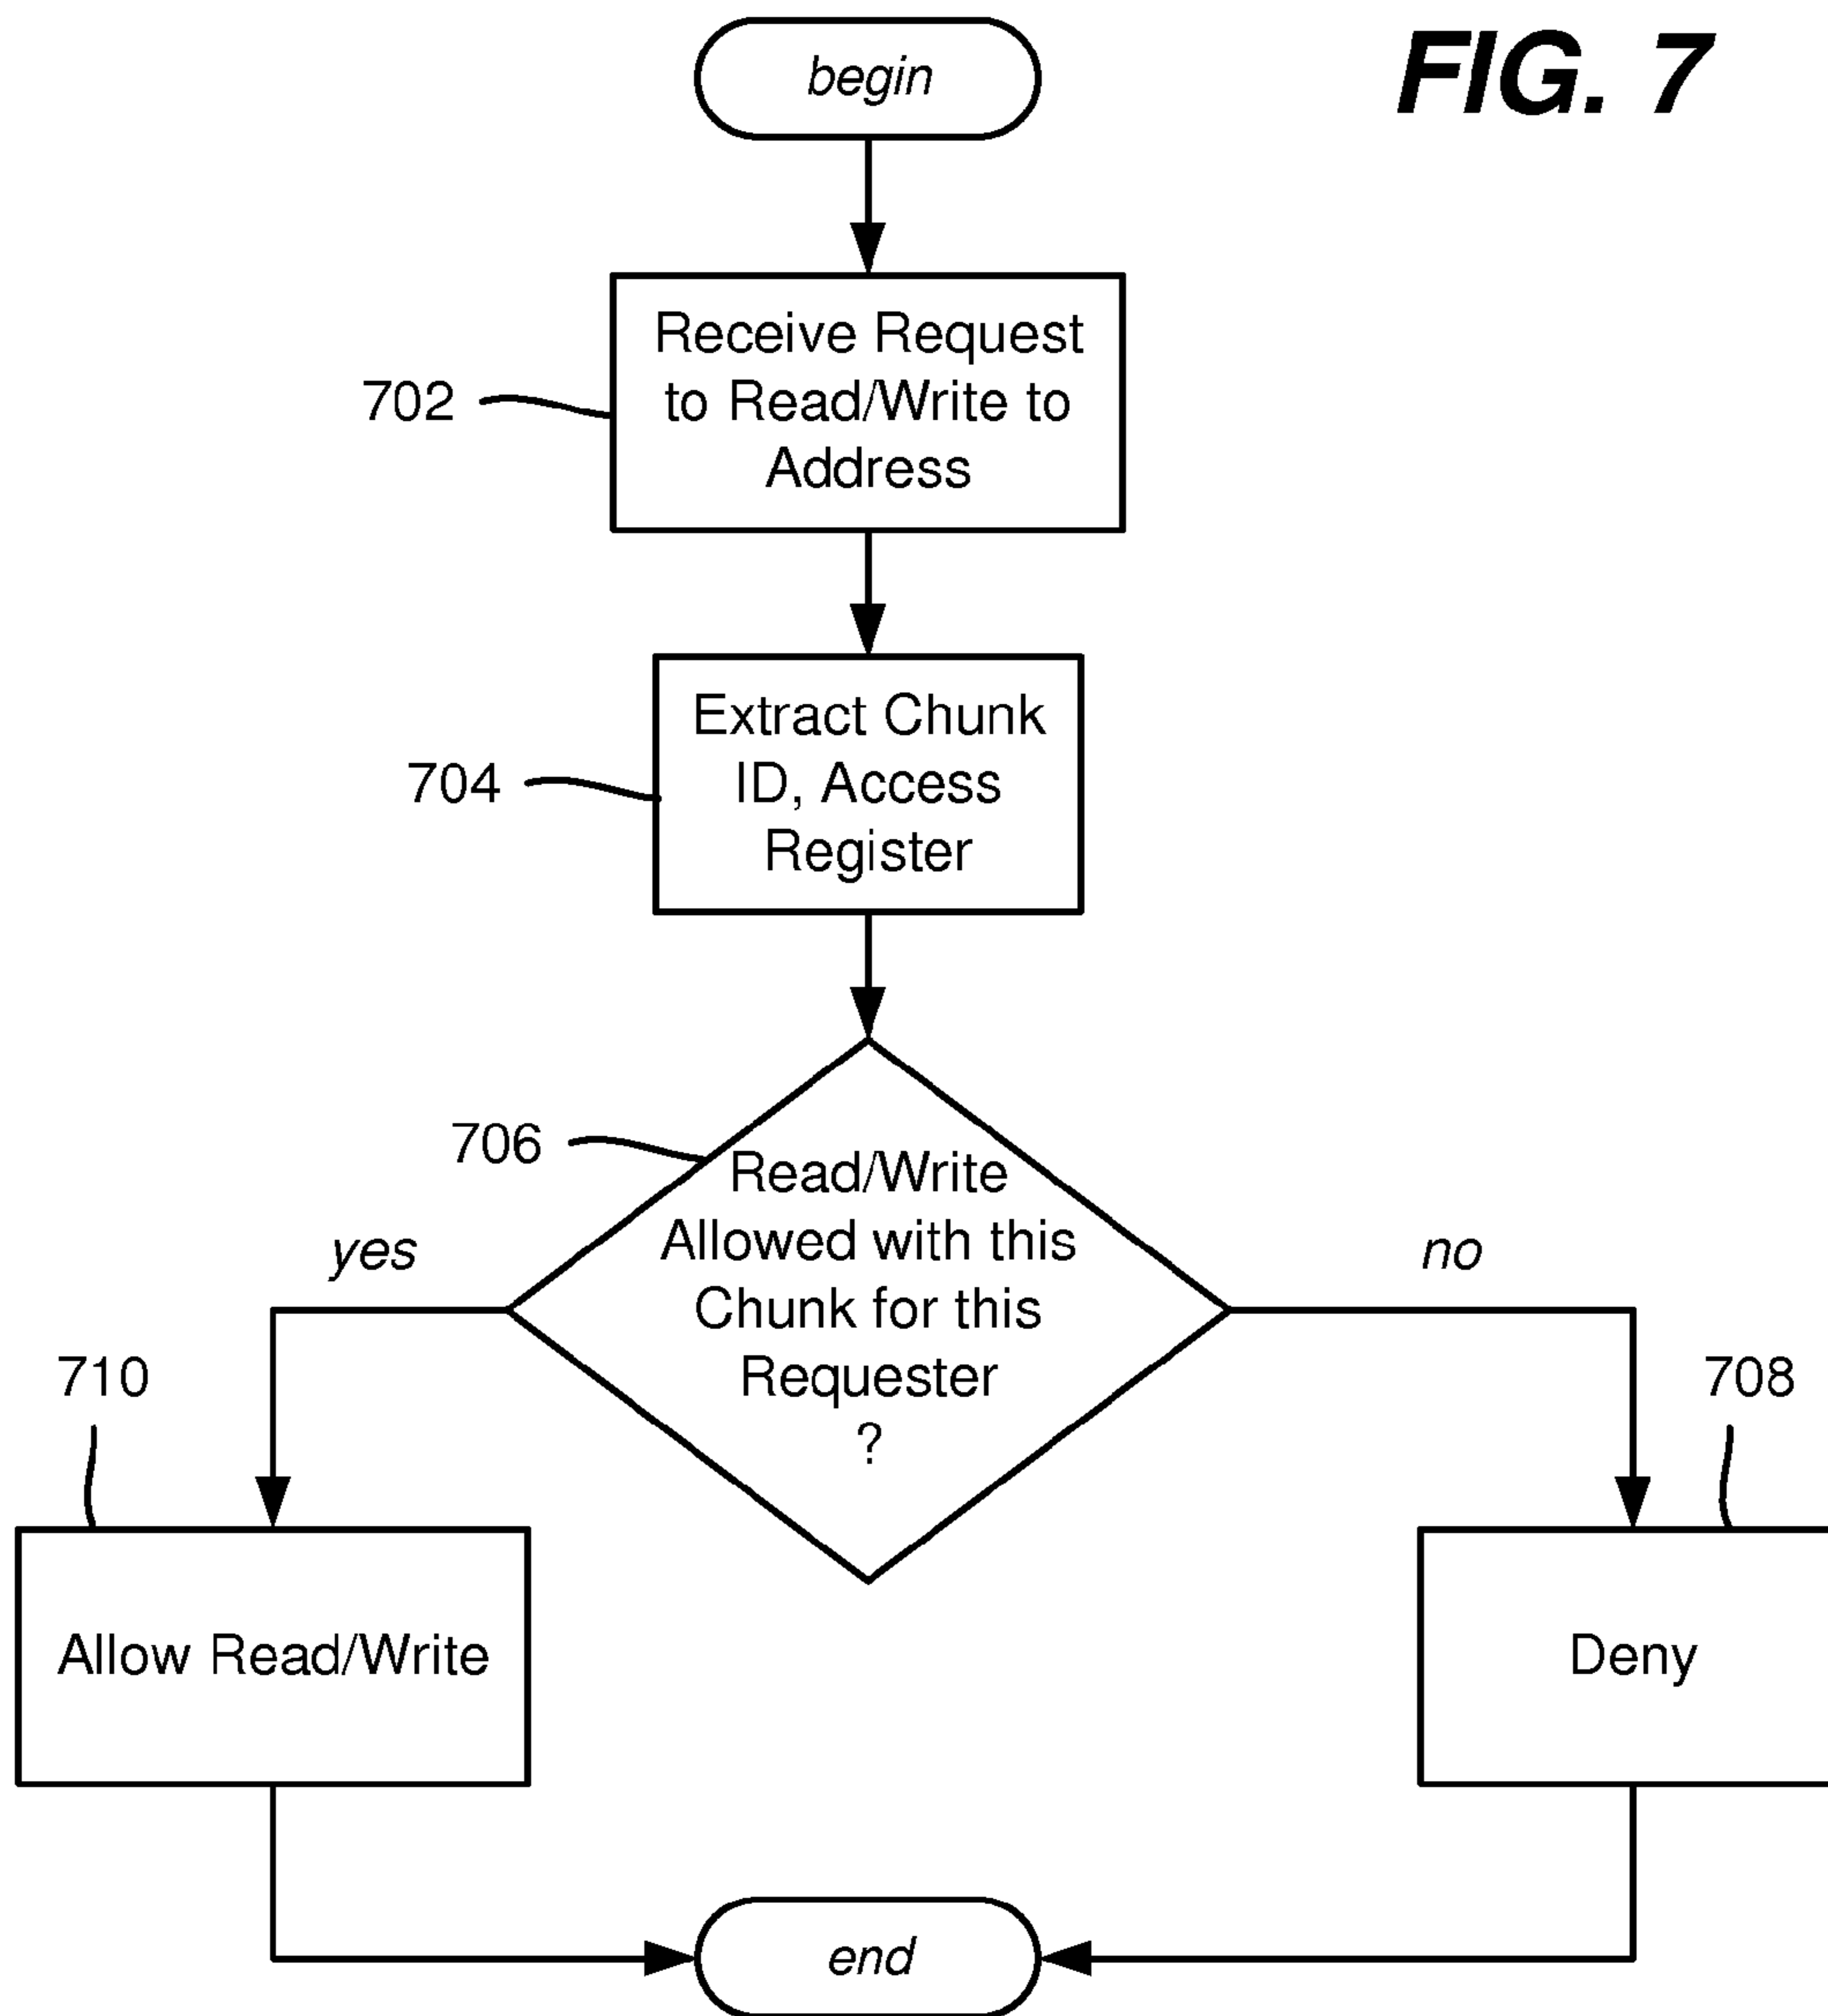 FIG. 7
begin
Receive Request
to Read/Write to
Address
702
Extract Chunk
ID, Access
Register
704
706
Read/Write
Allowed with this
Chunk for this
Requester
?
yes
no
710
708
Allow Read/Write
Deny
end